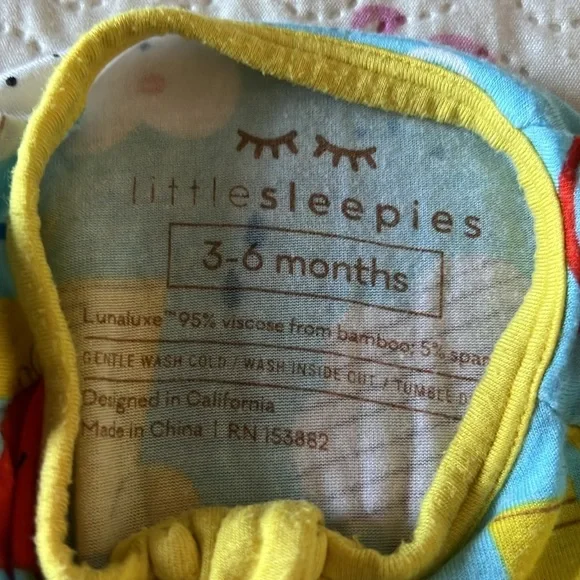 littlesleepies
3-6 months
Lunaluxe™ 95% viscose from bamboo; 5% span
GENTLE WASH COLD / WASH INSIDE OUT / TUMBLE D
Designed in California
Made in China | RN 153882